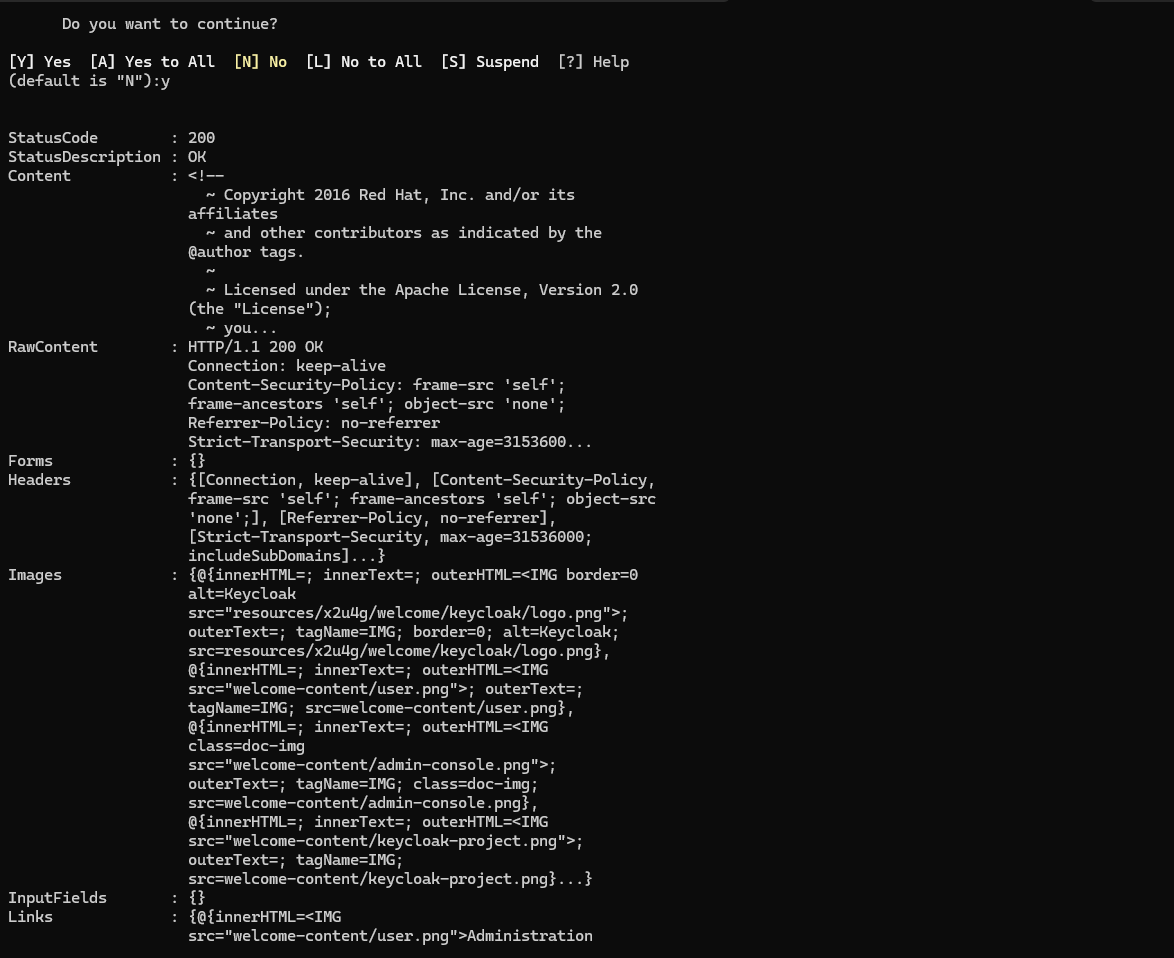 Do you want to continue?
[Y] Yes  [A] Yes to All  [N] No  [L] No to All  [S] Suspend  [?] Help
(default is "N"):y
StatusCode        : 200
StatusDescription : OK
Content           : <!--
                      ~ Copyright 2016 Red Hat, Inc. and/or its
                    affiliates
                      ~ and other contributors as indicated by the
                    @author tags.
                      ~
                      ~ Licensed under the Apache License, Version 2.0
                    (the "License");
                      ~ you...
RawContent        : HTTP/1.1 200 OK
                    Connection: keep-alive
                    Content-Security-Policy: frame-src 'self';
                    frame-ancestors 'self'; object-src 'none';
                    Referrer-Policy: no-referrer
                    Strict-Transport-Security: max-age=3153600...
Forms             : {}
Headers           : {[Connection, keep-alive], [Content-Security-Policy,
                    frame-src 'self'; frame-ancestors 'self'; object-src
                    'none';], [Referrer-Policy, no-referrer],
                    [Strict-Transport-Security, max-age=31536000;
                    includeSubDomains]...}
Images            : {@{innerHTML=; innerText=; outerHTML=<IMG border=0
                    alt=Keycloak
                    src="resources/x2u4g/welcome/keycloak/logo.png">;
                    outerText=; tagName=IMG; border=0; alt=Keycloak;
                    src=resources/x2u4g/welcome/keycloak/logo.png},
                    @{innerHTML=; innerText=; outerHTML=<IMG
                    src="welcome-content/user.png">; outerText=;
                    tagName=IMG; src=welcome-content/user.png},
                    @{innerHTML=; innerText=; outerHTML=<IMG
                    class=doc-img
                    src="welcome-content/admin-console.png">;
                    outerText=; tagName=IMG; class=doc-img;
                    src=welcome-content/admin-console.png},
                    @{innerHTML=; innerText=; outerHTML=<IMG
                    src="welcome-content/keycloak-project.png">;
                    outerText=; tagName=IMG;
                    src=welcome-content/keycloak-project.png}...}
InputFields       : {}
Links             : {@{innerHTML=<IMG
                    src="welcome-content/user.png">Administration